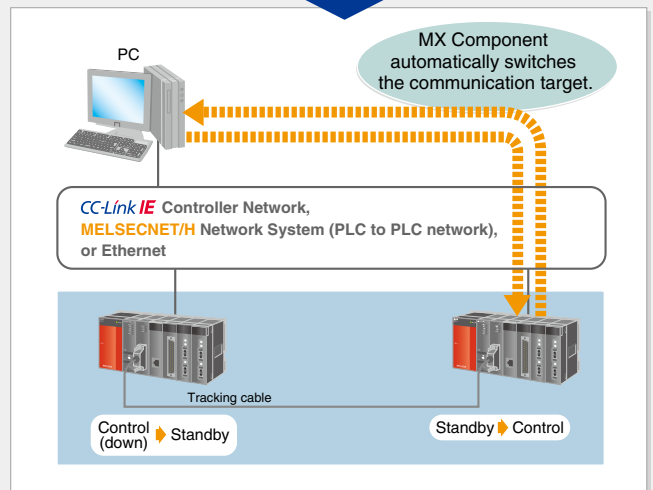 PC
MX Component
automatically switches
the communication target.
CC-Link IE Controller Network,
MELSECNET/H Network System (PLC to PLC network),
or Ethernet
Tracking cable
Control
(down)
Standby
Standby
Control